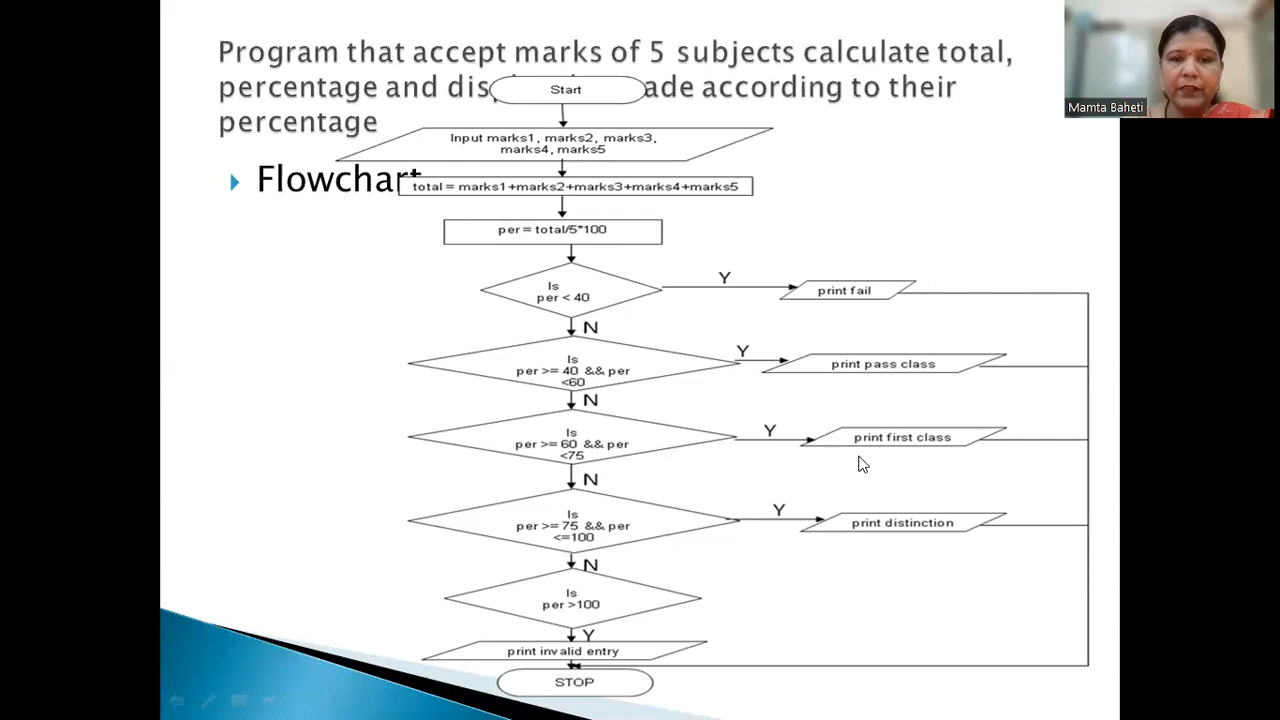 Program that accept marks of 5 subjects calculate total,
percentage and dis ade according to their
percentage
Mamta Baheti
Flowchart
Start
Input marks1, marks2, marks3,
marks4, marks5
total = marks1+marks2+marks3+marks4+marks5
per = total/5*100
Is
per < 40
Y
print fail
N
Is
per >= 40 && per
<60
Y
print pass class
N
Is
per >= 60 && per
<75
Y
print first class
N
Is
per >= 75 && per
<=100
Y
print distinction
N
Is
per >100
Y
print invalid entry
STOP